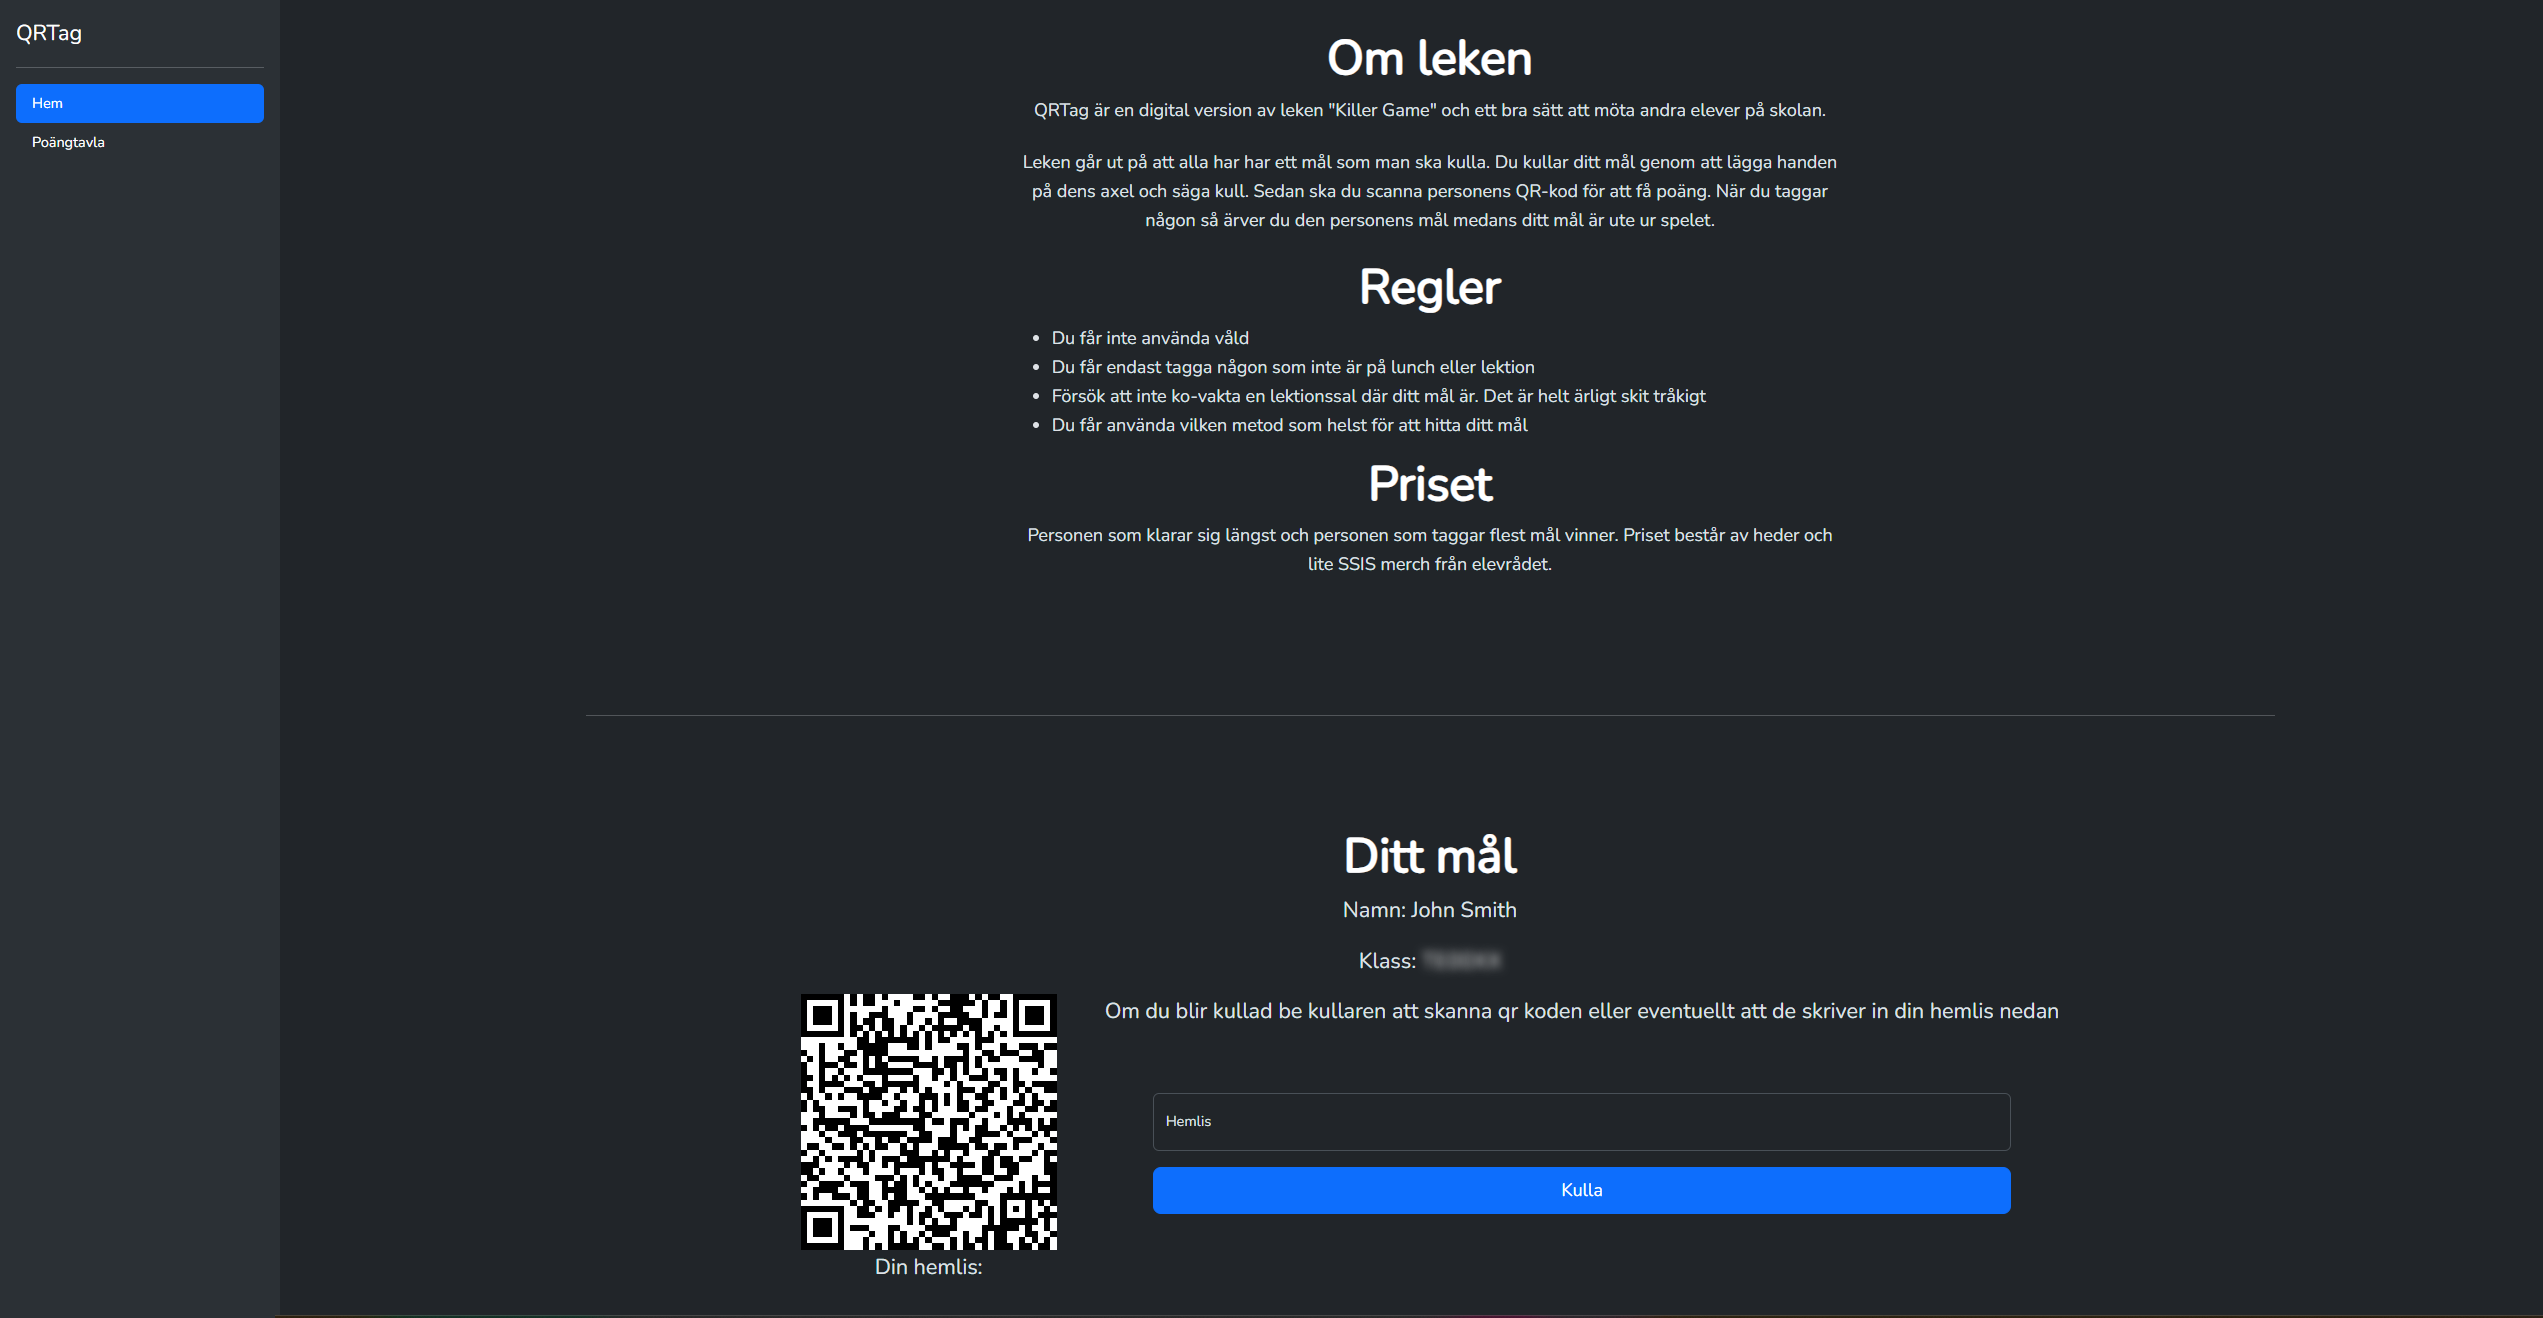 QRTag
Hem
Poängtavla
Om leken
QRTag är en digital version av leken "Killer Game" och ett bra sätt att möta andra elever på skolan.
Leken går ut på att alla har har ett mål som man ska kulla. Du kullar ditt mål genom att lägga handen
på dens axel och säga kull. Sedan ska du scanna personens QR-kod för att få poäng. När du taggar
någon så ärver du den personens mål medans ditt mål är ute ur spelet.
Regler
• Du får inte använda våld
• Du får endast tagga någon som inte är på lunch eller lektion
• Försök att inte ko-vakta en lektionssal där ditt mål är. Det är helt ärligt skit tråkigt
• Du får använda vilken metod som helst för att hitta ditt mål
Priset
Personen som klarar sig längst och personen som taggar flest mål vinner. Priset består av heder och
lite SSIS merch från elevrådet.
Ditt mål
Namn: John Smith
Klass:
Om du blir kullad be kullaren att skanna qr koden eller eventuellt att de skriver in din hemlis nedan
Hemlis
Kulla
Din hemlis: